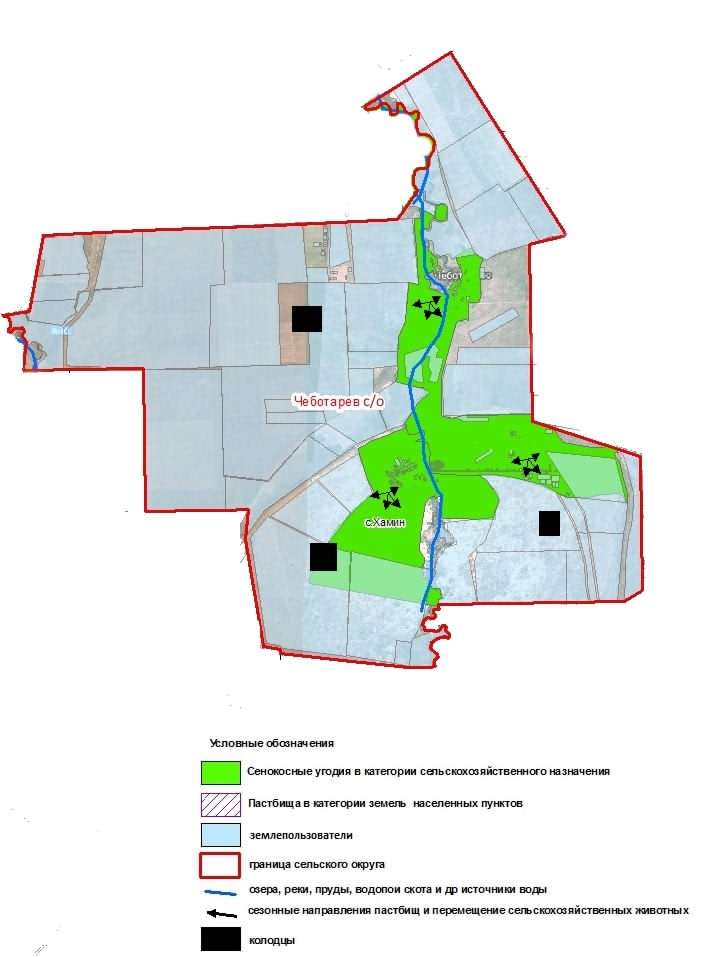 Чебот
Чеботарев с/о
с.Хамин
Условные обозначения
Сенокосные угодия в категории сельскохозяйственного назначения
Пастбища в категории земель населенных пунктов
землепользователи
граница сельского округа
озера, реки, пруды, водопои скота и др источники воды
сезонные направления пастбищ и перемещение сельскохозяйственных животных
колодцы